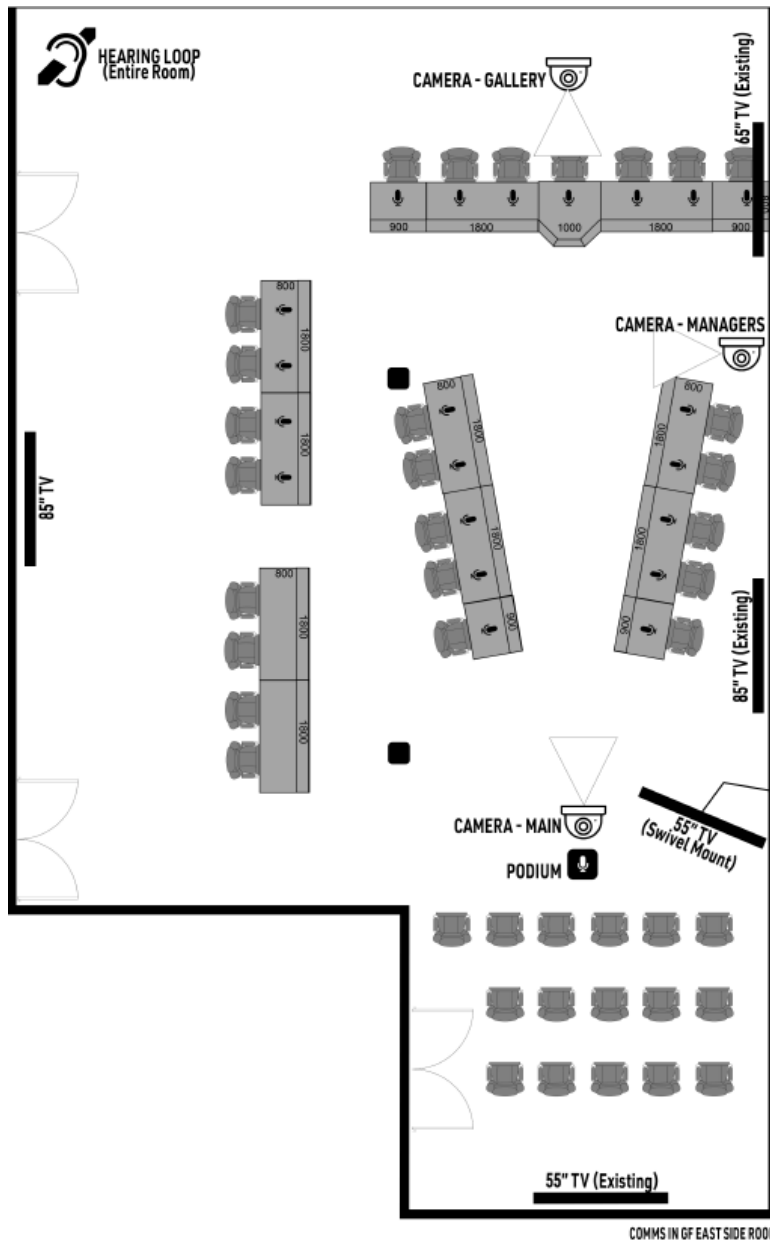 HEARING LOOP
(Entire Room)
CAMERA - GALLERY
65" TV (Existing)
900
1800
1000
1800
900
CAMERA - MANAGERS
800
1800
1800
85" TV
800
1800
1800
900
800
1800
1800
900
85" TV (Existing)
800
1800
1800
CAMERA - MAIN
55" TV
(Swivel Mount)
PODIUM
55" TV (Existing)
COMMS IN GF EAST SIDE